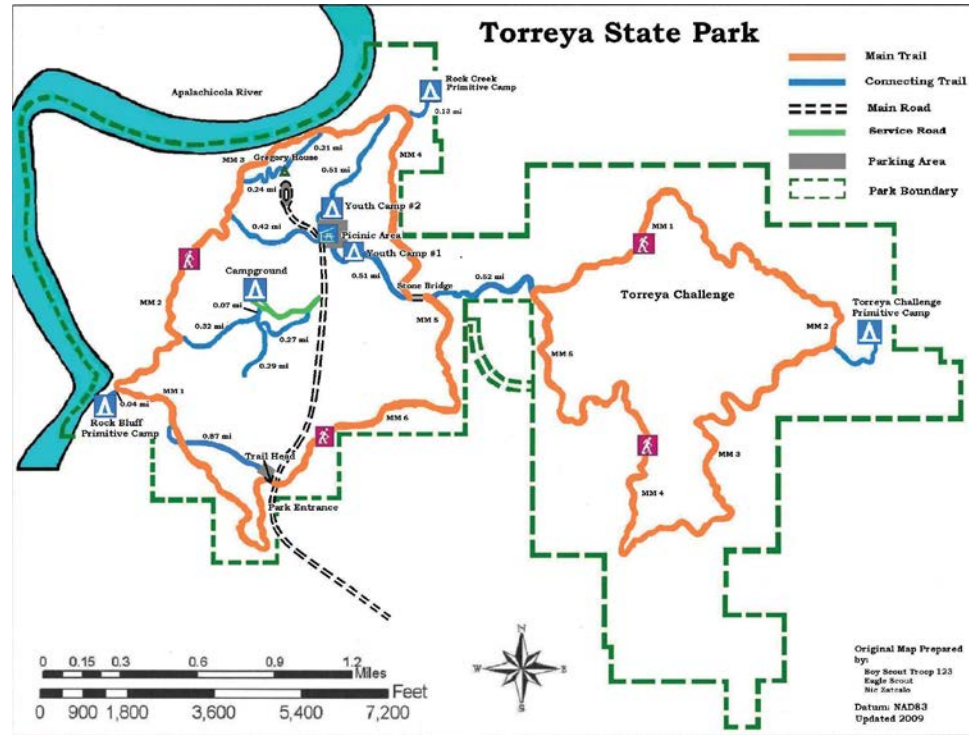 Torreya State Park
Main Trail
Connecting Trail
Main Road
Service Road
Parking Area
Park Boundary
Apalachicola River
Rock Creek
Primitive Camp
0.13 mi
MM 3
0.21 mi
Gregory House
0.51 mi
MM 4
0.24 mi
Youth Camp #2
0.42 mi
Picinic Area
Youth Camp #1
0.51 mi
Stone Bridge
0.52 mi
MM 1
Campground
0.07 mi
MM 2
0.32 mi
0.27 mi
0.29 mi
MM 5
Torreya Challenge
MM 2
Torreya Challenge
Primitive Camp
MM 5
MM 1
0.04 mi
Rock Bluff
Primitive Camp
MM 6
0.87 mi
Trail Head
Park Entrance
MM 3
MM 4
N
W
E
S
0 0.15 0.3 0.6 0.9 1.2
Miles
Feet
0 900 1,800 3,600 5,400 7,200
Original Map Prepared
by:
Boy Scout Troop 123
Eagle Scout
Datum: NAD83
Updated 2009